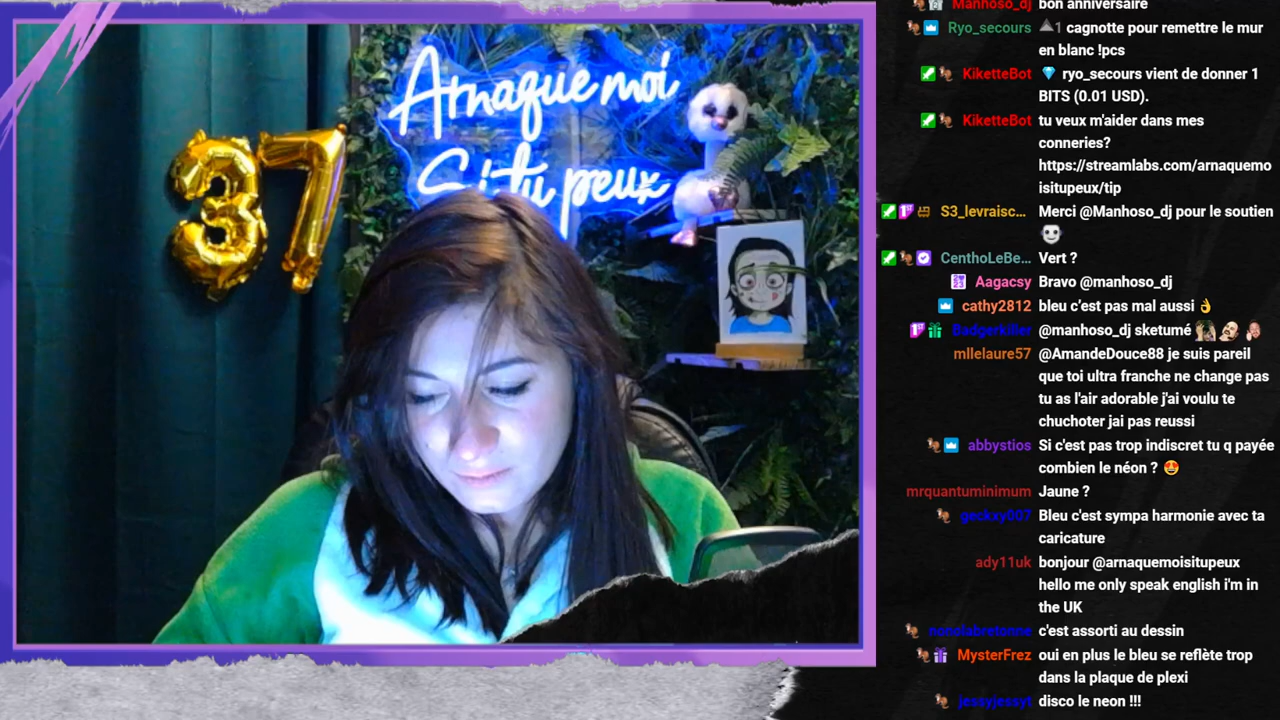 Arnaque moi
Si tu peux
37
Manhoso_dj bon anniversaire
Ryo_secours 1 cagnotte pour remettre le mur
en blanc !pcs
KiketteBot ryo_secours vient de donner 1
BITS (0.01 USD).
KiketteBot tu veux m'aider dans mes
conneries?
https://streamlabs.com/arnaquemo
isitupeux/tip
S3_levraisc... Merci @Manhoso_dj pour le soutien
CenthoLeBe... Vert ?
Aagacsy Bravo @manhoso_dj
cathy2812 bleu c'est pas mal aussi 👌
Badgerkiller @manhoso_dj sketumé
mllelaure57 @AmandeDouce88 je suis pareil
que toi ultra franche ne change pas
tu as l'air adorable j'ai voulu te
chuchoter jai pas reussi
abbystios Si c'est pas trop indiscret tu q payée
combien le néon ? 😍
mrquantuminimum Jaune ?
geckxy007 Bleu c'est sympa harmonie avec ta
caricature
ady11uk bonjour @arnaquemoisitupeux
hello me only speak english i'm in
the UK
nonolabretonne c'est assorti au dessin
MysterFrez oui en plus le bleu se reflète trop
dans la plaque de plexi
jessyjessyt disco le neon !!!